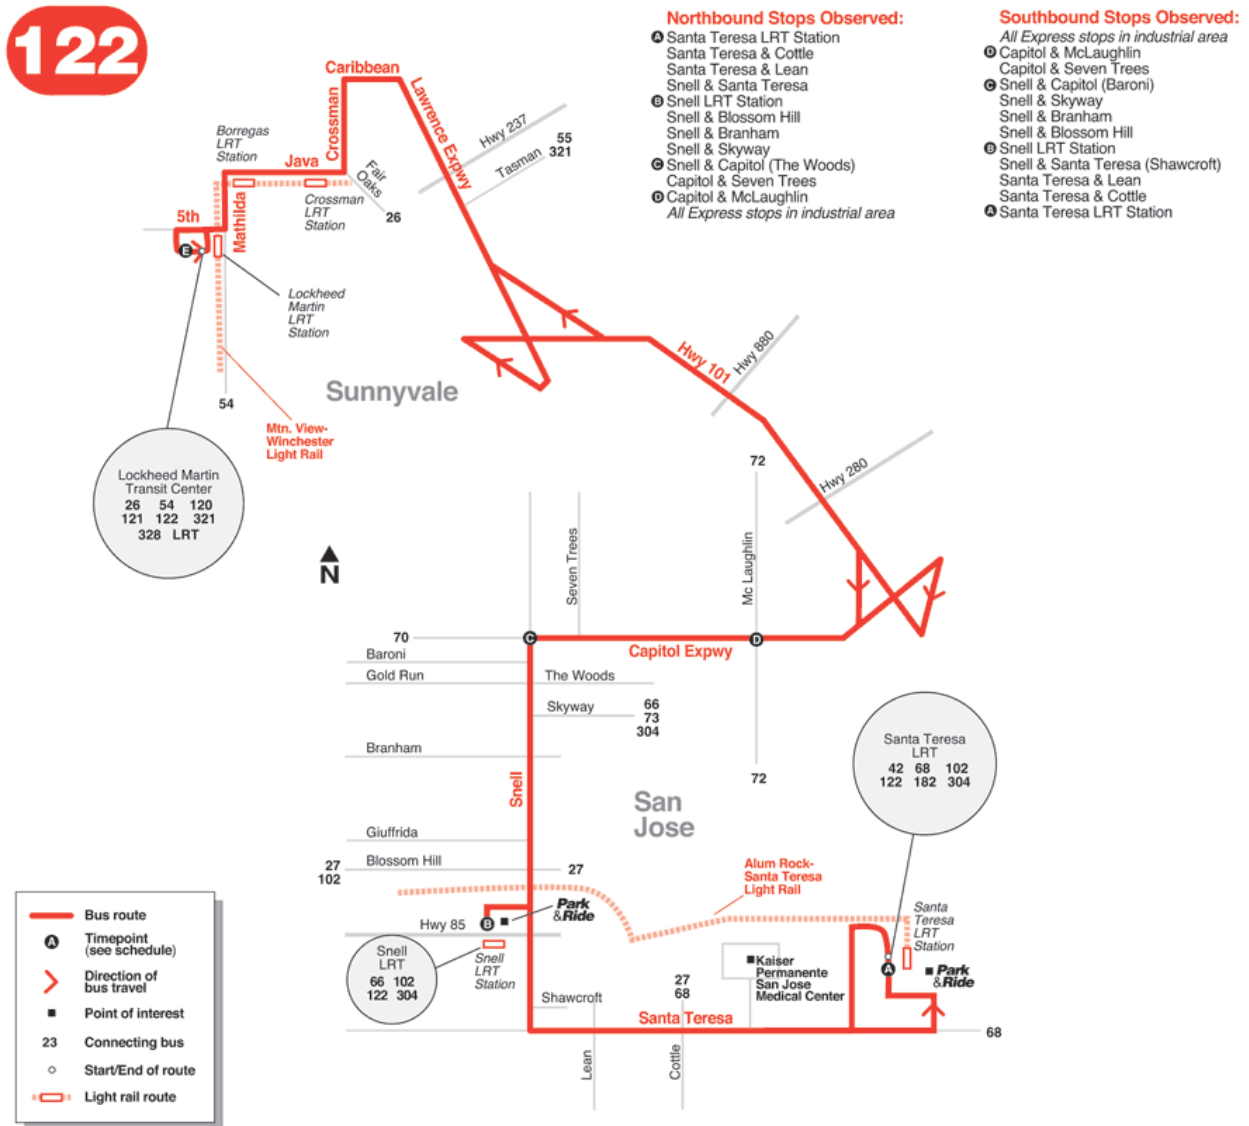 122
Northbound Stops Observed:
A Santa Teresa LRT Station
Santa Teresa & Cottle
Santa Teresa & Lean
Snell & Santa Teresa
B Snell LRT Station
Snell & Blossom Hill
Snell & Branham
Snell & Skyway
C Snell & Capitol (The Woods)
Capitol & Seven Trees
D Capitol & McLaughlin
All Express stops in industrial area
Southbound Stops Observed:
All Express stops in industrial area
D Capitol & McLaughlin
Capitol & Seven Trees
C Snell & Capitol (Baroni)
Snell & Skyway
Snell & Branham
Snell & Blossom Hill
B Snell LRT Station
Snell & Santa Teresa (Shawcroft)
Santa Teresa & Lean
Santa Teresa & Cottle
A Santa Teresa LRT Station
Caribbean
Crossman
Lawrence Expwy
Hwy 237
55
321
Tasman
Borregas
LRT
Station
Java
Fair
Oaks
26
Crossman
LRT
Station
5th
Mathilda
E
Lockheed
Martin
LRT
Station
54
Sunnyvale
Mtn. View-
Winchester
Light Rail
Lockheed Martin
Transit Center
26 54 120
121 122 321
328 LRT
Hwy 101
Hwy 880
Hwy 280
72
N
Seven Trees
Mc Laughlin
70
C
D
Capitol Expwy
Baroni
Gold Run
The Woods
Skyway
66
73
304
Branham
72
Snell
San
Jose
Santa Teresa
LRT
42 68 102
122 182 304
Giuffrida
Blossom Hill
27
102
27
Alum Rock-
Santa Teresa
Light Rail
Park
& Ride
Hwy 85
B
Snell
LRT
66 102
122 304
Snell
LRT
Station
Santa
Teresa
LRT
Station
A
Park
& Ride
Kaiser
Permanente
San Jose
Medical Center
27
68
Shawcroft
Santa Teresa
68
Lean
Cottle
Bus route
A Timepoint
(see schedule)
Direction of
bus travel
Point of interest
23 Connecting bus
Start/End of route
Light rail route